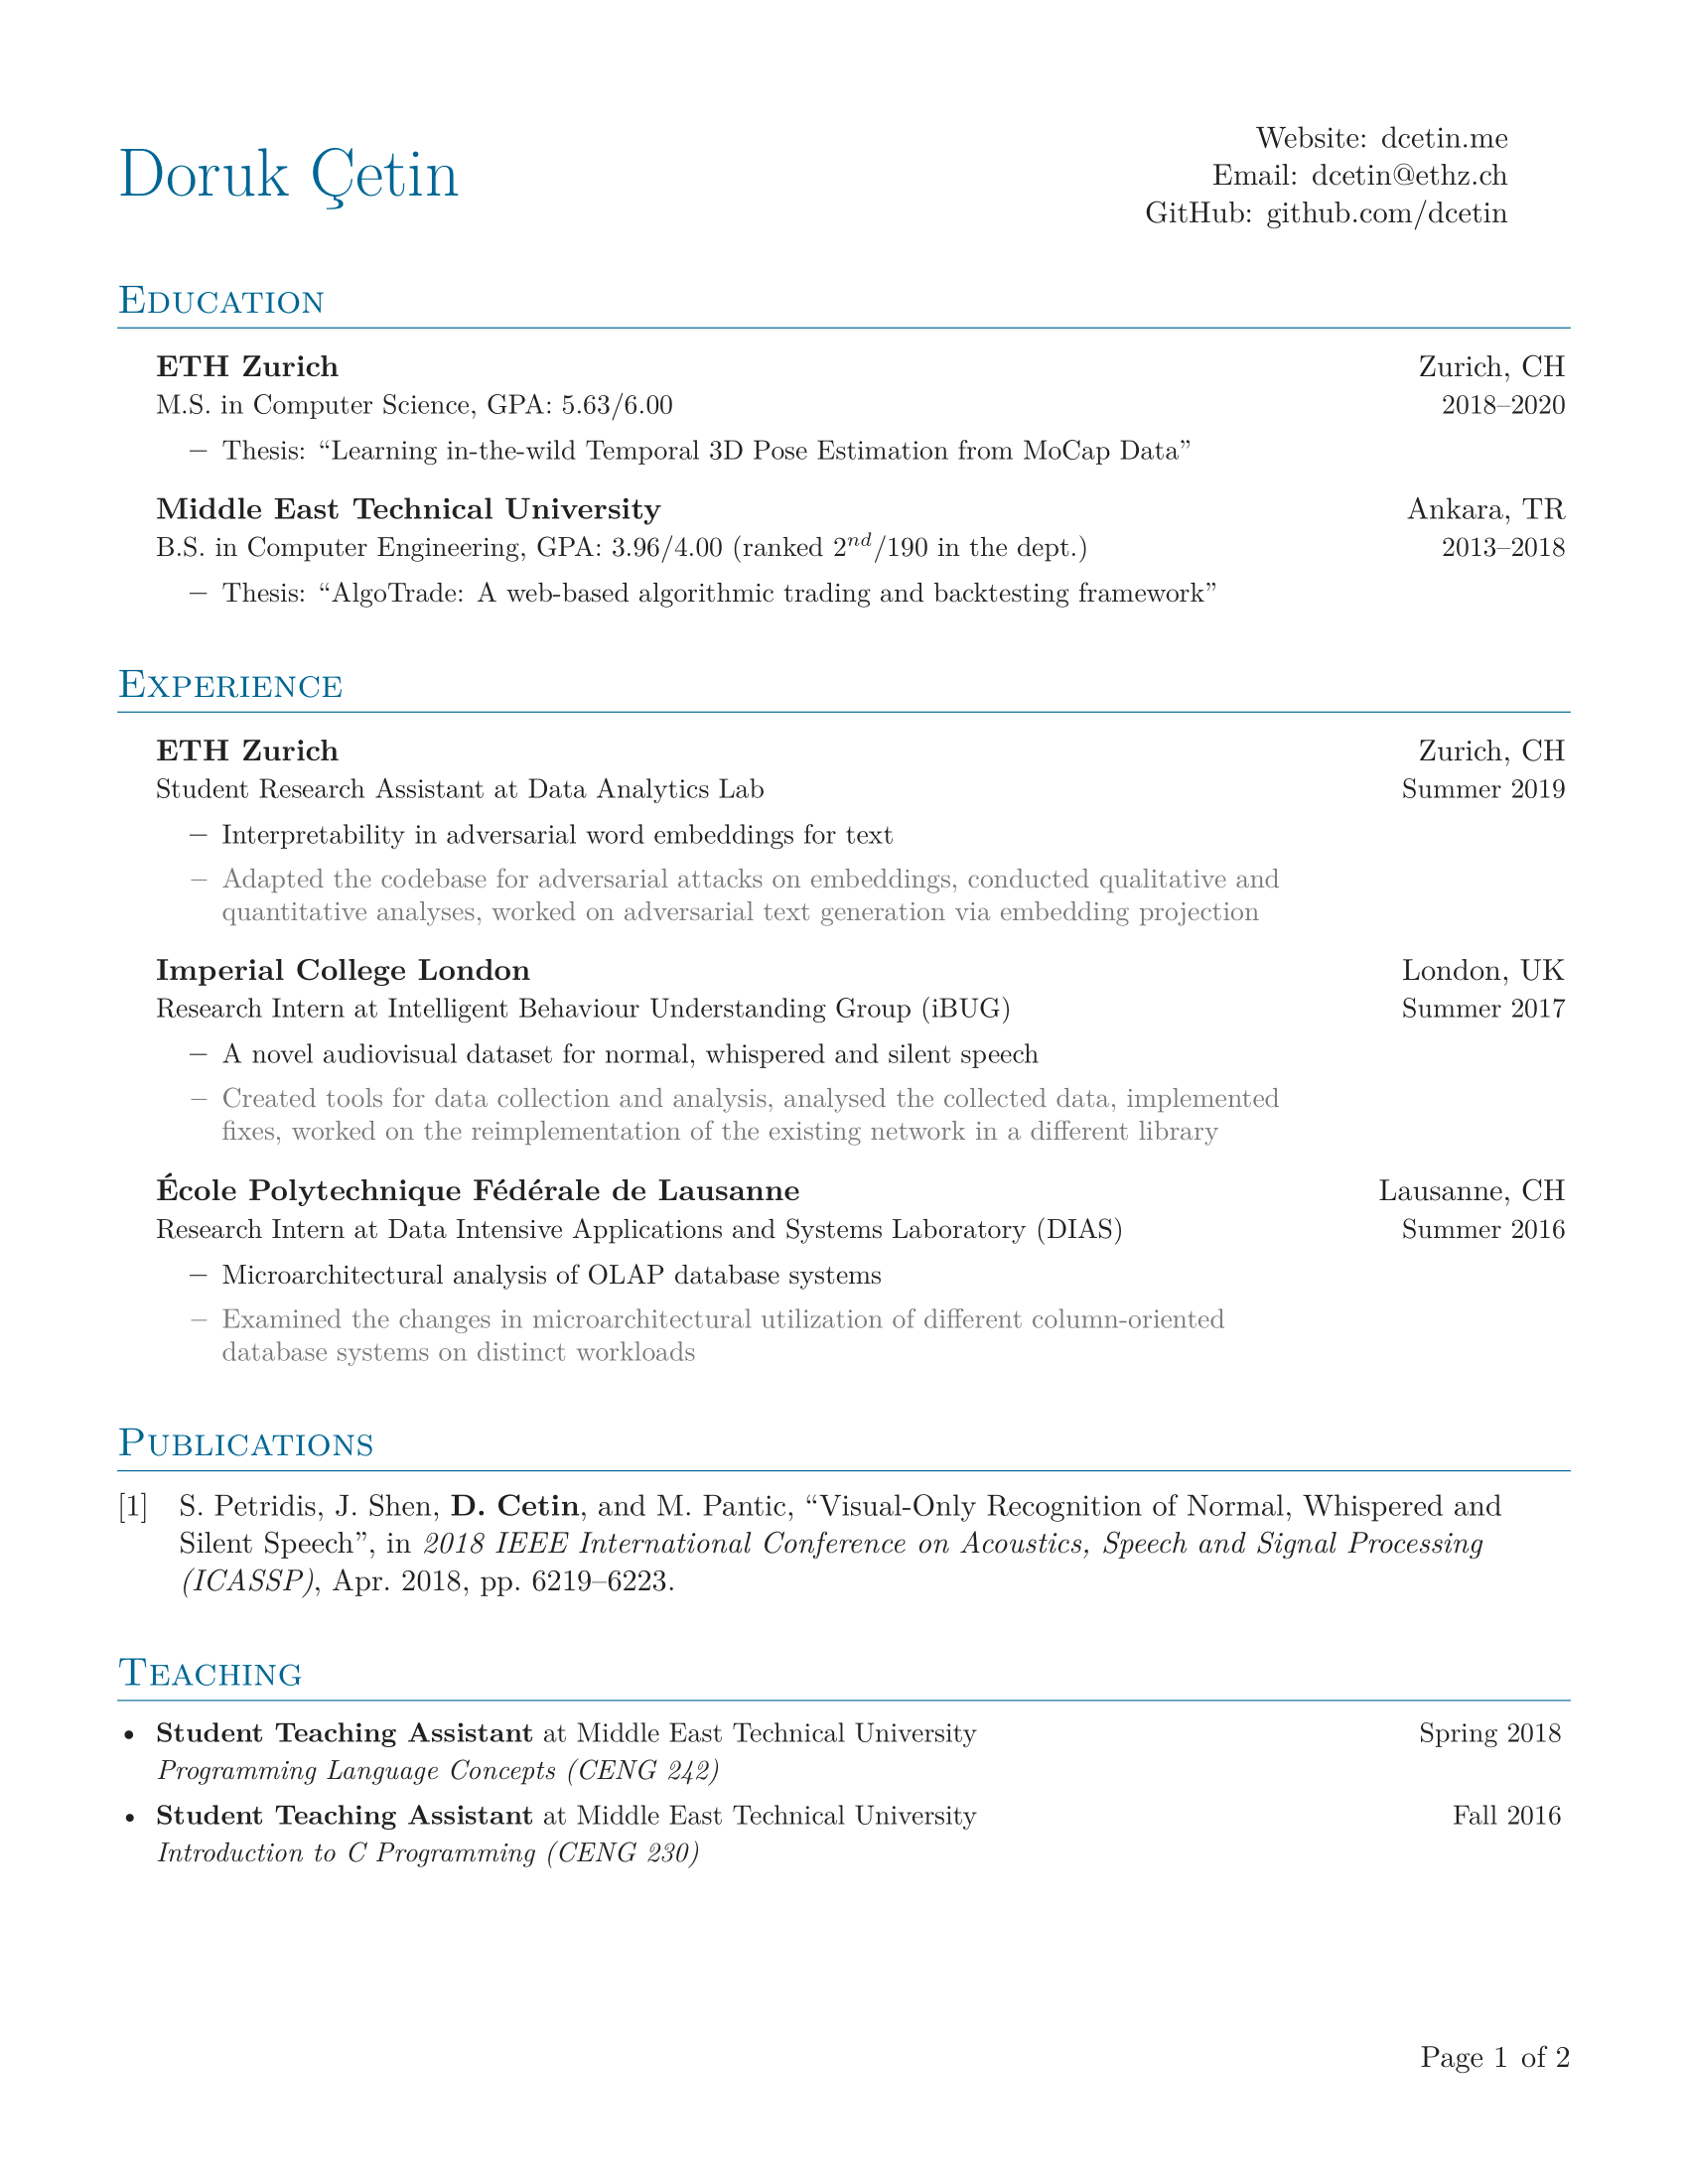 Doruk Çetin
Website: dcetin.me
Email: dcetin@ethz.ch
GitHub: github.com/dcetin
Education
ETH Zurich Zurich, CH
M.S. in Computer Science, GPA: 5.63/6.00 2018–2020
– Thesis: “Learning in-the-wild Temporal 3D Pose Estimation from MoCap Data”
Middle East Technical University Ankara, TR
B.S. in Computer Engineering, GPA: 3.96/4.00 (ranked 2nd/190 in the dept.) 2013–2018
– Thesis: “AlgoTrade: A web-based algorithmic trading and backtesting framework”
Experience
ETH Zurich Zurich, CH
Student Research Assistant at Data Analytics Lab Summer 2019
– Interpretability in adversarial word embeddings for text
– Adapted the codebase for adversarial attacks on embeddings, conducted qualitative and
quantitative analyses, worked on adversarial text generation via embedding projection
Imperial College London London, UK
Research Intern at Intelligent Behaviour Understanding Group (iBUG) Summer 2017
– A novel audiovisual dataset for normal, whispered and silent speech
– Created tools for data collection and analysis, analysed the collected data, implemented
fixes, worked on the reimplementation of the existing network in a different library
École Polytechnique Fédérale de Lausanne Lausanne, CH
Research Intern at Data Intensive Applications and Systems Laboratory (DIAS) Summer 2016
– Microarchitectural analysis of OLAP database systems
– Examined the changes in microarchitectural utilization of different column-oriented
database systems on distinct workloads
Publications
[1] S. Petridis, J. Shen, D. Cetin, and M. Pantic, “Visual-Only Recognition of Normal, Whispered and
Silent Speech”, in 2018 IEEE International Conference on Acoustics, Speech and Signal Processing
(ICASSP), Apr. 2018, pp. 6219–6223.
Teaching
• Student Teaching Assistant at Middle East Technical University Spring 2018
Programming Language Concepts (CENG 242)
• Student Teaching Assistant at Middle East Technical University Fall 2016
Introduction to C Programming (CENG 230)
Page 1 of 2